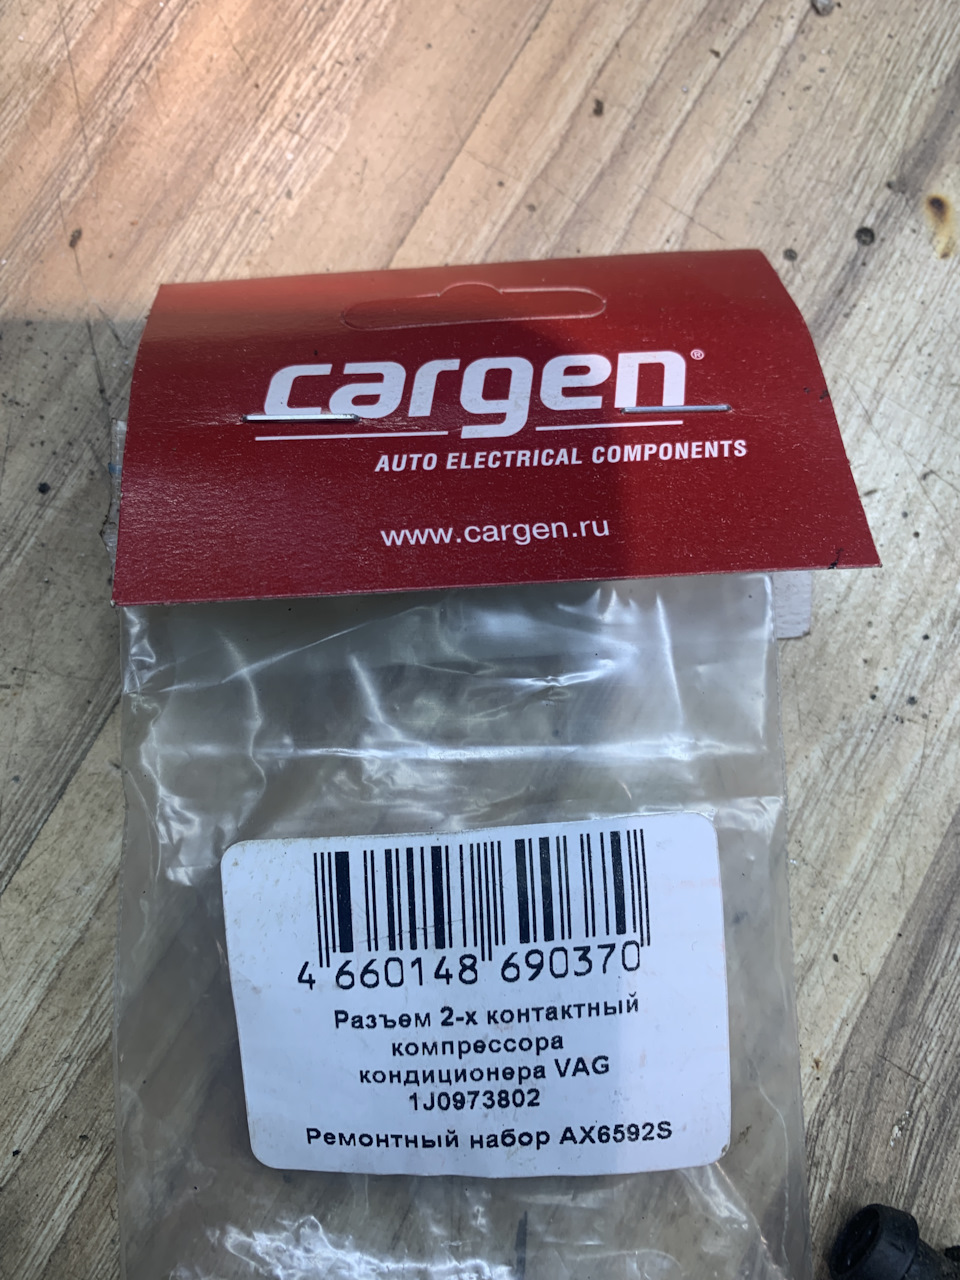 cargen®
AUTO ELECTRICAL COMPONENTS
www.cargen.ru
4 660148 690370
Разъем 2-х контактный
компрессора
кондиционера VAG
1J0973802
Ремонтный набор AX6592S